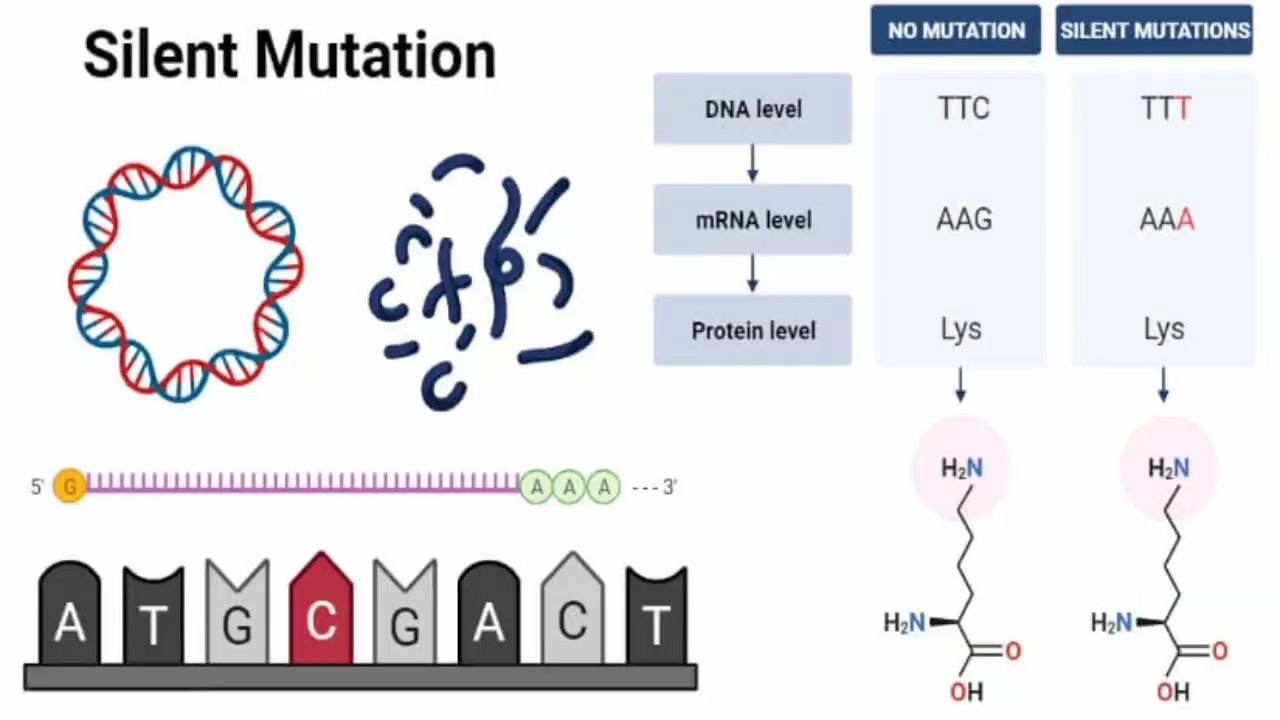 Silent Mutation
NO MUTATION
SILENT MUTATIONS
DNA level
TTC
TTT
mRNA level
AAG
AAA
Protein level
Lys
Lys
H₂N
H₂N
5' G A A A ---3'
A T G C G A C T
H₂N
O
OH
H₂N
O
OH